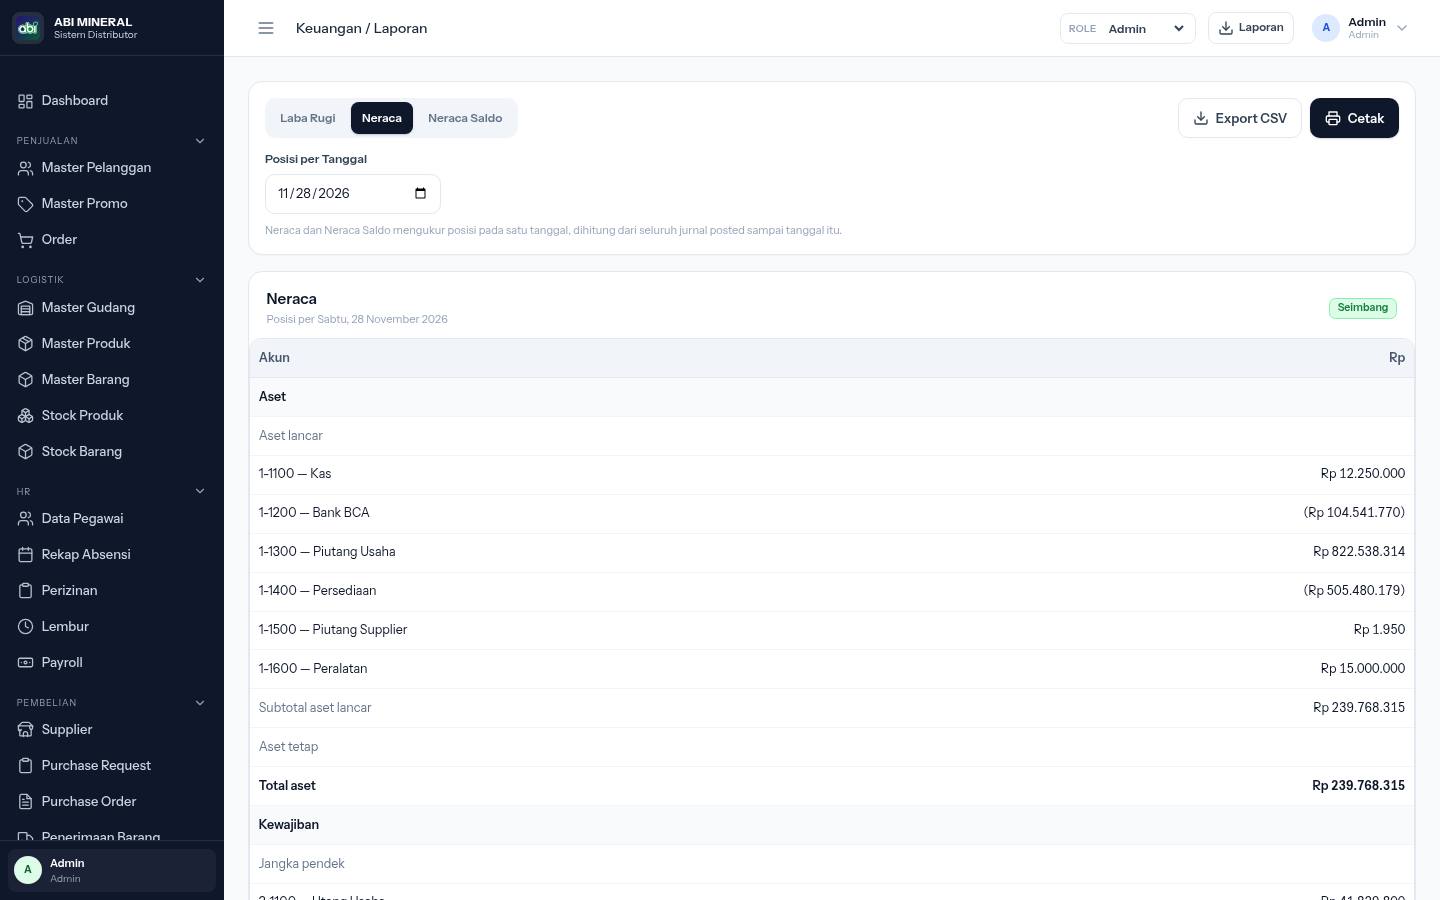 abi
ABI MINERAL
Sistem Distributor
Keuangan / Laporan
ROLE Admin
Laporan
A
Admin
Admin
Dashboard
PENJUALAN
Master Pelanggan
Master Promo
Order
LOGISTIK
Master Gudang
Master Produk
Master Barang
Stock Produk
Stock Barang
HR
Data Pegawai
Rekap Absensi
Perizinan
Lembur
Payroll
PEMBELIAN
Supplier
Purchase Request
Purchase Order
Penerimaan Barang
A
Admin
Admin
Laba Rugi
Neraca
Neraca Saldo
Export CSV
Cetak
Posisi per Tanggal
11/28/2026
Neraca dan Neraca Saldo mengukur posisi pada satu tanggal, dihitung dari seluruh jurnal posted sampai tanggal itu.
Neraca
Posisi per Sabtu, 28 November 2026
Seimbang
Akun Rp
Aset
Aset lancar
1-1100 — Kas Rp 12.250.000
1-1200 — Bank BCA (Rp 104.541.770)
1-1300 — Piutang Usaha Rp 822.538.314
1-1400 — Persediaan (Rp 505.480.179)
1-1500 — Piutang Supplier Rp 1.950
1-1600 — Peralatan Rp 15.000.000
Subtotal aset lancar Rp 239.768.315
Aset tetap
Total aset Rp 239.768.315
Kewajiban
Jangka pendek